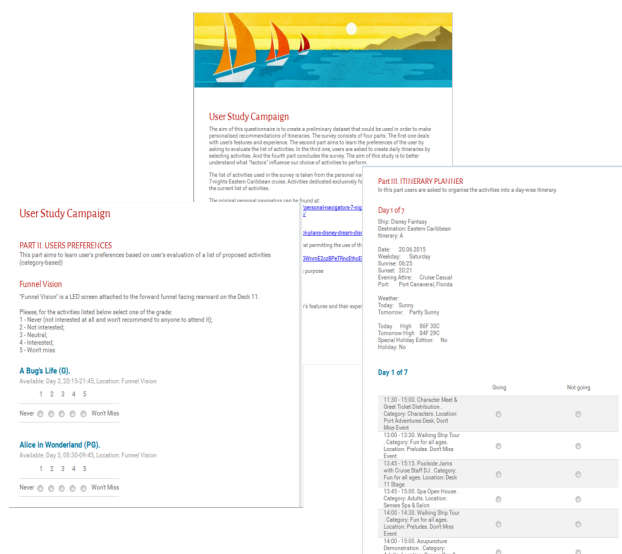 User Study Campaign
The aim of this questionnaire is to create a preliminary dataset that could be used in order to make
personalised recommendations of itineraries. The survey consists of four parts. The first one deals
with user's features and experience. The second part aims to learn the preferences of the user by
asking to evaluate the list of activities. In the third one, users are asked to create daily itineraries by
selecting activities. And the fourth part concludes the survey. The aim of this study is to better
understand what "factors" influence our choice of activities to perform.
The list of activities used in the survey is taken from the personal na
7-nights Eastern Caribbean cruise. Activities dedicated exclusively fo
the current list of activities.
The original personal navigators can be found at:
/personal-navigators-7-nig
purpose
r's features and their exper
User Study Campaign
PART II. USERS PREFERENCES
This part aims to learn user's preferences based on user's evaluation of a list of proposed activities
(category-based)
Funnel Vision
"Funnel Vision" is a LED screen attached to the forward funnel facing rearward on the Deck 11.
Please, for the activities listed below select one of the grade:
1 - Never (not interested at all and won't recommend to anyone to attend it);
2 - Not interested;
3 - Neutral;
4 - Interested;
5 - Won't miss
A Bug's Life (G).
Available: Day 3, 20:15-21:45, Location: Funnel Vision
1 2 3 4 5
Never Won't Miss
Alice in Wonderland (PG).
Available: Day 5, 08:30-09:45, Location: Funnel Vision
1 2 3 4 5
Never Won't Miss
Part III. ITINERARY PLANNER
In this part users are asked to organise the activities into a day-wise itinerary.
Day 1 of 7
Ship: Disney Fantasy
Destination: Eastern Caribbean
Itinerary: A
Date: 20.06.2015
Weekday: Saturday
Sunrise: 06:25
Sunset: 20:21
Evening Attire: Cruise Casual
Port: Port Canaveral, Florida
Weather:
Today: Sunny
Tomorrow: Partly Sunny
Today High 86F 30C
Tomorrow High 84F 29C
Special Holiday Edition: No
Holiday: No
Day 1 of 7
Going Not going
11:30 - 15:00. Character Meet &
Greet Ticket Distribution .
Category: Characters. Location:
Port Adventures Desk. Don't
Miss Event
13:00 - 13:30. Walking Ship Tour
. Category: Fun for all ages.
Location: Preludes. Don't Miss
Event
13:45 - 15:15. Poolside Jams
with Cruise Staff DJ . Category:
Fun for all ages. Location: Deck
11 Stage
13:45 - 15:00. Spa Open House .
Category: Adults. Location:
Senses Spa & Salon
14:00 - 14:30. Walking Ship Tour
. Category: Fun for all ages.
Location: Preludes. Don't Miss
Event
14:00 - 15:00. Acupuncture
Demonstration . Category: